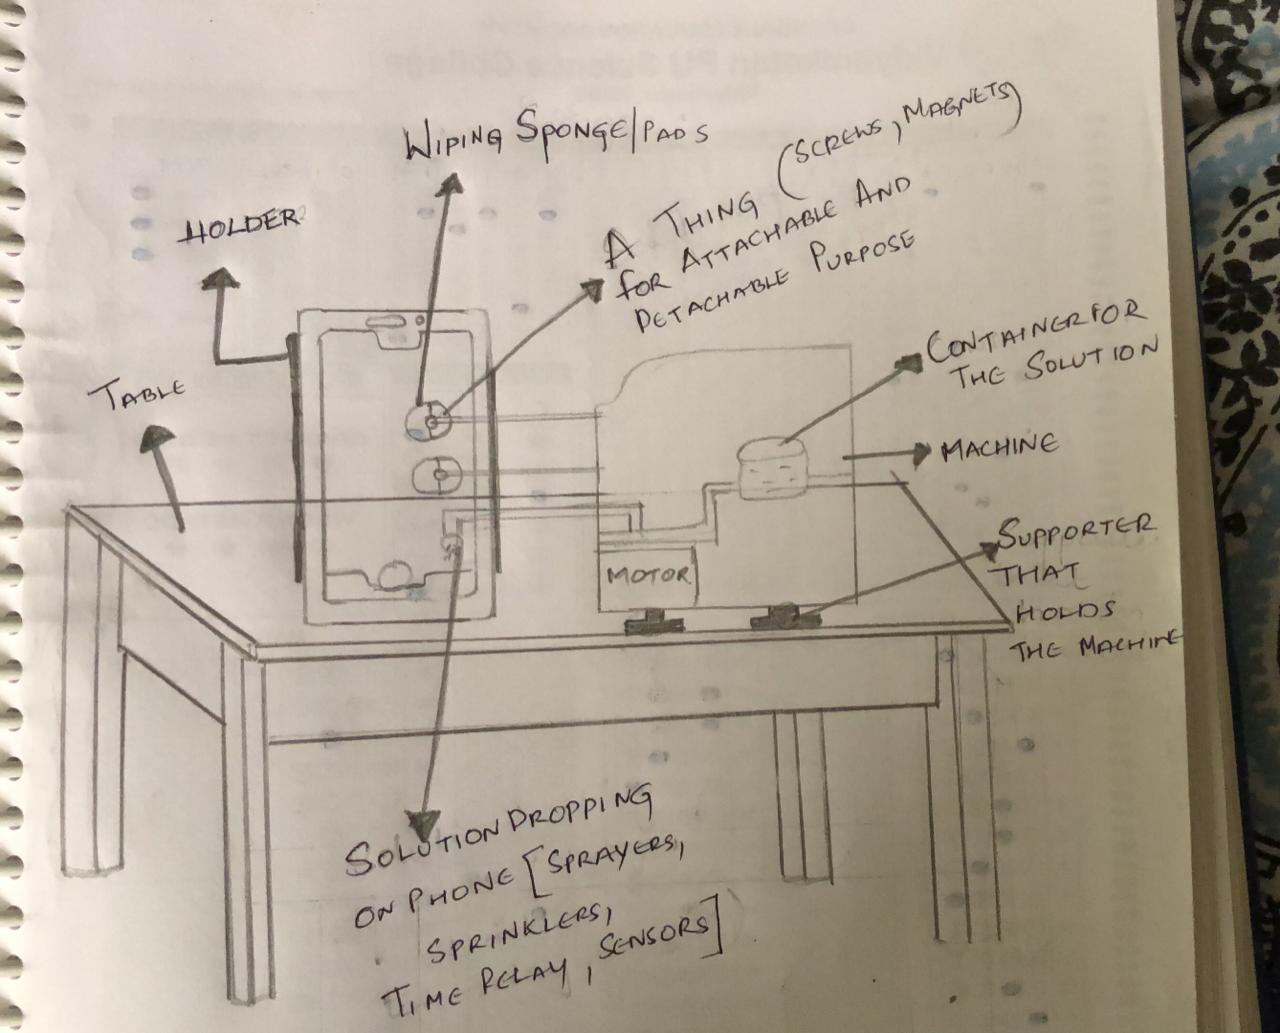 WIPING SPONGE/PADS
A THING (SCREWS, MAGNETS)
FOR ATTACHABLE AND
DETACHABLE PURPOSE
HOLDER
TABLE
CONTAINER FOR
THE SOLUTION
MACHINE
SUPPORTER
THAT
HOLDS
THE MACHINE
MOTOR
SOLUTION DROPPING
ON PHONE [SPRAYERS,
SPRINKLERS,
TIME RELAY, SENSORS]